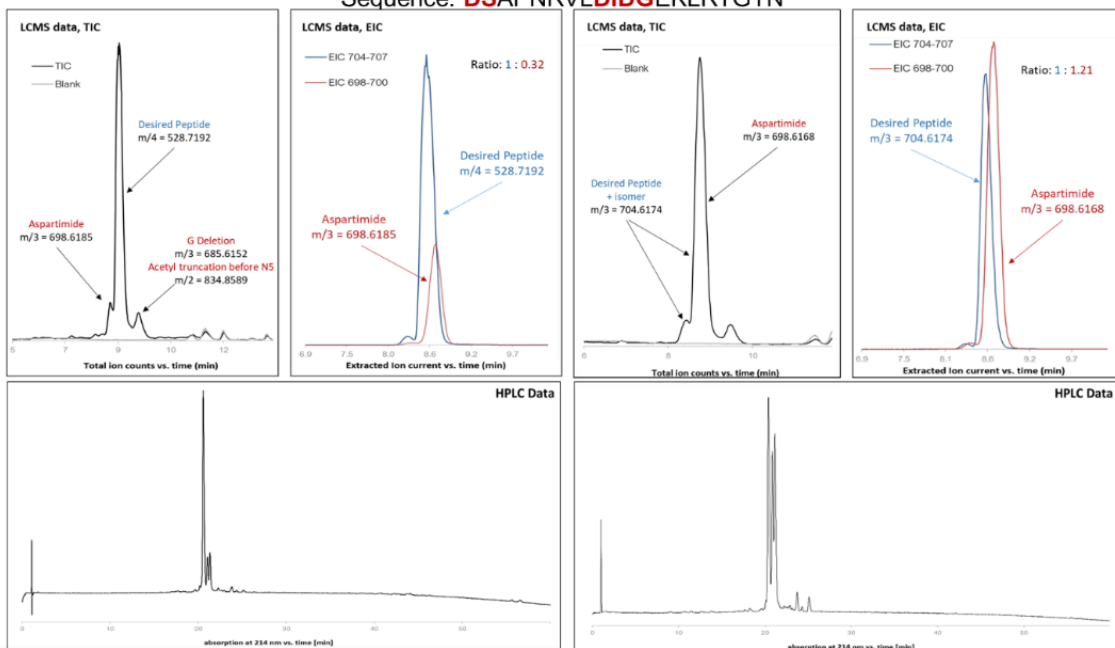 Sequence:
LCMS data, TIC
TIC
Blank
Desired Peptide
m/4 = 528.7192
Aspartimide
m/3 = 698.6185
G Deletion
m/3 = 685.6152
Acetyl truncation before N5
m/2 = 834.8589
5 7 9 10 12
Total ion counts vs. time (min)
LCMS data, EIC
EIC 704-707
EIC 698-700
Ratio: 1 : 0.32
Desired Peptide
m/4 = 528.7192
Aspartimide
m/3 = 698.6185
6.9 7.5 8.1 8.6 9.2 9.7
Extracted Ion current vs. time (min)
LCMS data, TIC
TIC
Blank
Aspartimide
m/3 = 698.6168
Desired Peptide
+ isomer
m/3 = 704.6174
6 8 10
Total ion counts vs. time (min)
LCMS data, EIC
EIC 704-707
EIC 698-700
Ratio: 1 : 1.21
Desired Peptide
m/3 = 704.6174
Aspartimide
m/3 = 698.6168
6.9 7.5 8.1 8.6 9.2 9.7
Extracted Ion current vs. time (min)
HPLC Data
0 10 20 30 40 50
absorption at 214 nm vs. time [min]
HPLC Data
0 10 20 30 40 50
absorption at 214 nm vs. time [min]